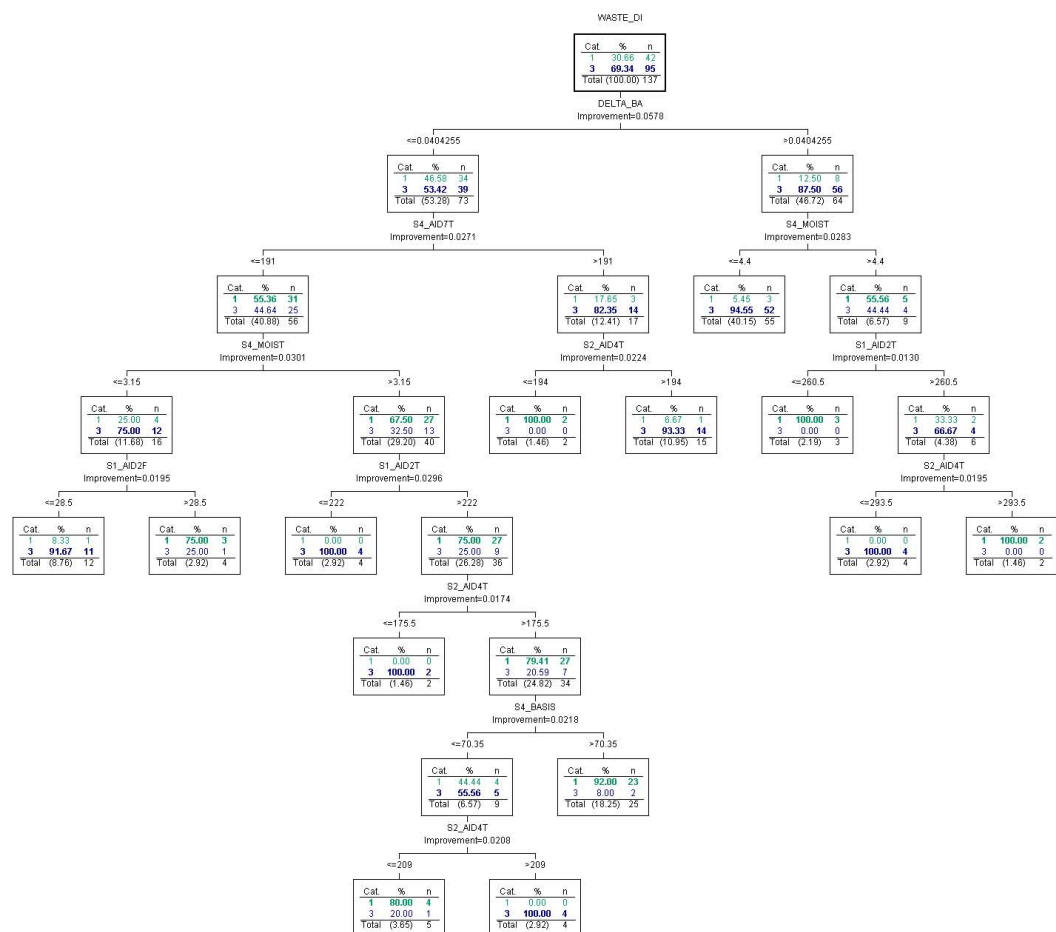 WASTE_DI
Cat. % n
1 30.66 42
3 69.34 95
Total (100.00) 137
DELTA_BA
Improvement=0.0578
<=0.0404255
>0.0404255
Cat. % n
1 46.58 34
3 53.42 39
Total (53.28) 73
Cat. % n
1 12.50 8
3 87.50 56
Total (46.72) 64
S4_AID7T
Improvement=0.0271
S4_MOIST
Improvement=0.0283
<=191
>191
<=4.4
>4.4
Cat. % n
1 55.36 31
3 44.64 25
Total (40.88) 56
Cat. % n
1 17.65 3
3 82.35 14
Total (12.41) 17
Cat. % n
1 5.45 3
3 94.55 52
Total (40.15) 55
Cat. % n
1 55.56 5
3 44.44 4
Total (6.57) 9
S4_MOIST
Improvement=0.0301
S2_AID4T
Improvement=0.0224
S1_AID2T
Improvement=0.0130
<=3.15
>3.15
<=194
>194
<=260.5
>260.5
Cat. % n
1 25.00 4
3 75.00 12
Total (11.68) 16
Cat. % n
1 67.50 27
3 32.50 13
Total (29.20) 40
Cat. % n
1 100.00 2
3 0.00 0
Total (1.46) 2
Cat. % n
1 6.67 1
3 93.33 14
Total (10.95) 15
Cat. % n
1 100.00 3
3 0.00 0
Total (2.19) 3
Cat. % n
1 33.33 2
3 66.67 4
Total (4.38) 6
S1_AID2F
Improvement=0.0195
S1_AID2T
Improvement=0.0296
S2_AID4T
Improvement=0.0195
<=28.5
>28.5
<=222
>222
<=293.5
>293.5
Cat. % n
1 8.33 1
3 91.67 11
Total (8.76) 12
Cat. % n
1 75.00 3
3 25.00 1
Total (2.92) 4
Cat. % n
1 0.00 0
3 100.00 4
Total (2.92) 4
Cat. % n
1 75.00 27
3 25.00 9
Total (26.28) 36
Cat. % n
1 0.00 0
3 100.00 4
Total (2.92) 4
Cat. % n
1 100.00 2
3 0.00 0
Total (1.46) 2
S2_AID4T
Improvement=0.0174
<=175.5
>175.5
Cat. % n
1 0.00 0
3 100.00 2
Total (1.46) 2
Cat. % n
1 79.41 27
3 20.59 7
Total (24.82) 34
S4_BASIS
Improvement=0.0218
<=70.35
>70.35
Cat. % n
1 44.44 4
3 55.56 5
Total (6.57) 9
Cat. % n
1 92.00 23
3 8.00 2
Total (18.25) 25
S2_AID4T
Improvement=0.0208
<=209
>209
Cat. % n
1 80.00 4
3 20.00 1
Total (3.65) 5
Cat. % n
1 0.00 0
3 100.00 4
Total (2.92) 4